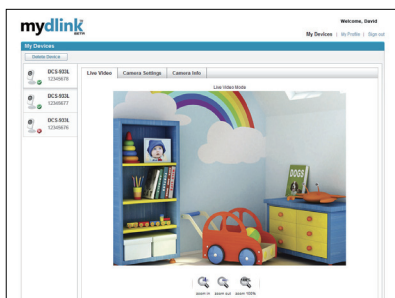 mydlink
BETA
Welcome, David
My Devices | My Profile | Sign out
My Devices
Delete Device
DCS-933L
12345678
DCS-933L
12345677
DCS-933L
12345676
Live Video
Camera Settings
Camera Info
Live Video Mode
DOGS
zoom in
zoom out
zoom 100%